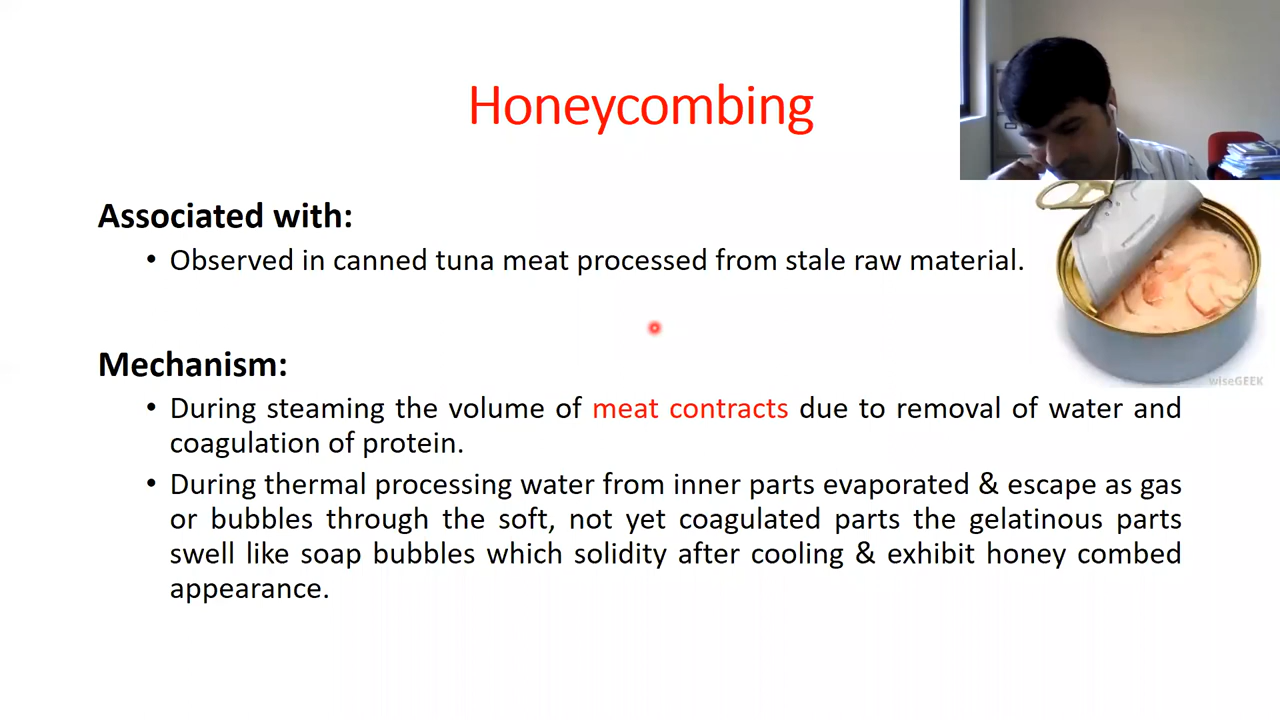 Honeycombing
Associated with:
• Observed in canned tuna meat processed from stale raw material.
Mechanism:
• During steaming the volume of meat contracts due to removal of water and
coagulation of protein.
• During thermal processing water from inner parts evaporated & escape as gas
or bubbles through the soft, not yet coagulated parts the gelatinous parts
swell like soap bubbles which solidity after cooling & exhibit honey combed
appearance.
wiseGEEK